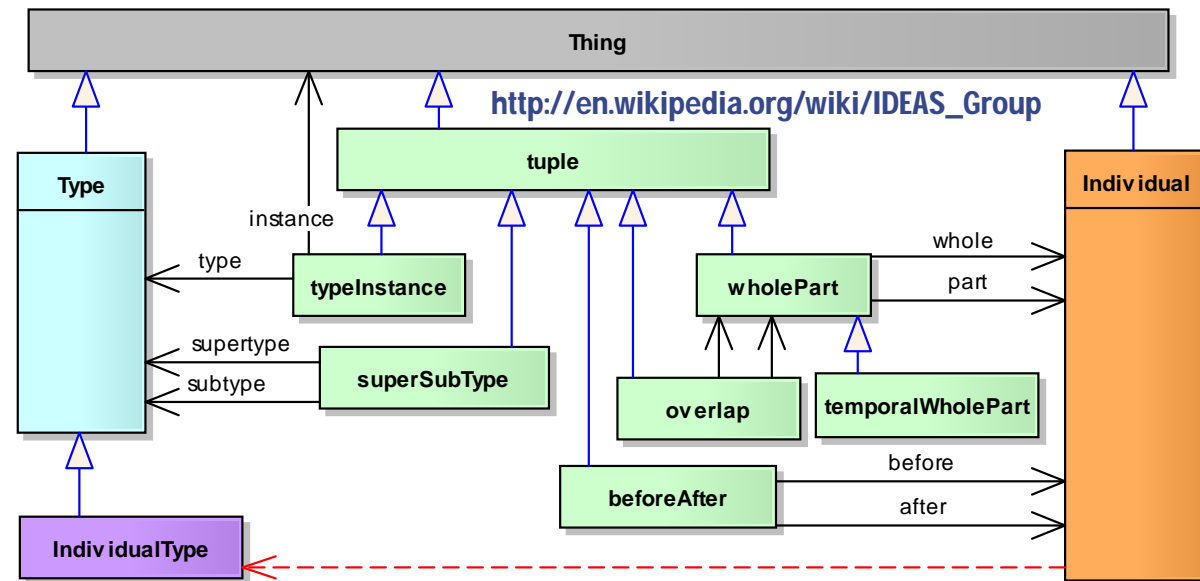 Thing
http://en.wikipedia.org/wiki/IDEAS_Group
tuple
Type
Individual
instance
whole
type
typeInstance
wholePart
part
supertype
superSubType
subtype
overlap
temporalWholePart
before
beforeAfter
after
IndividualType